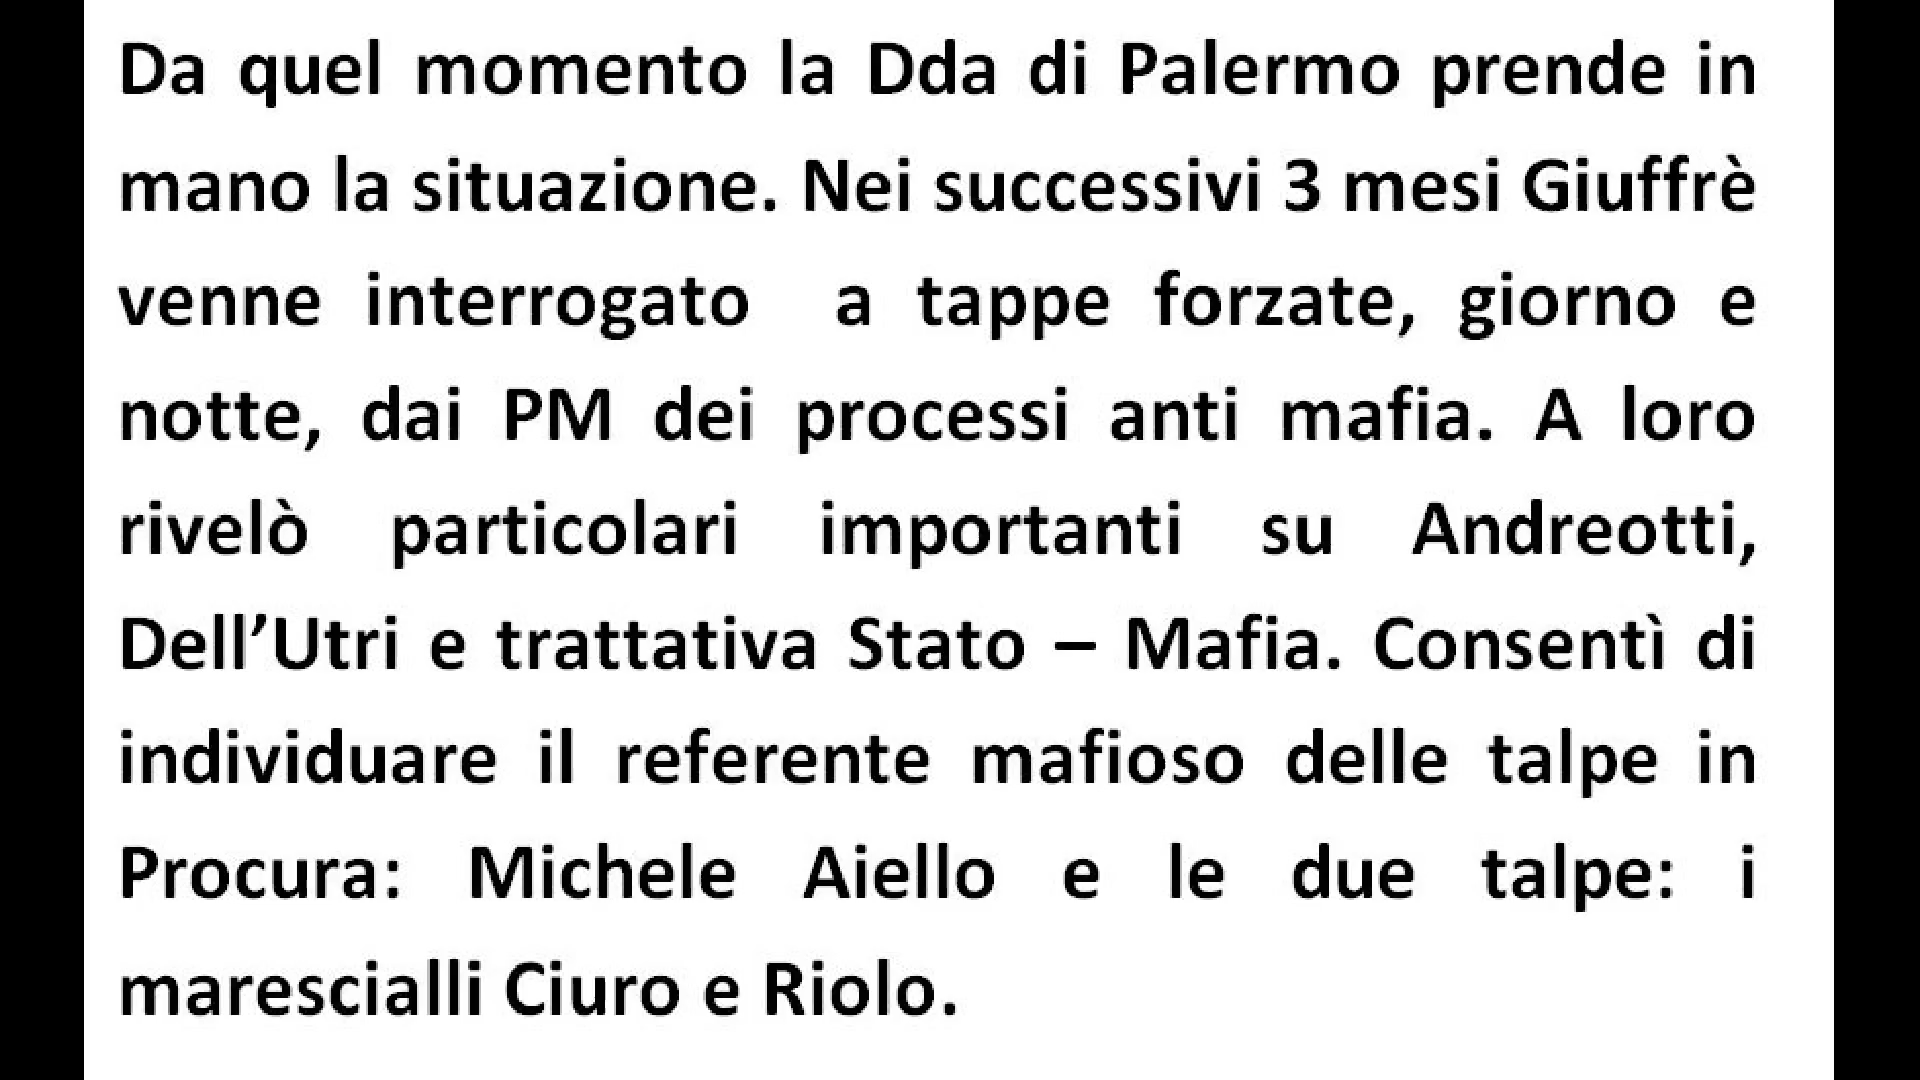 Da quel momento la Dda di Palermo prende in
mano la situazione. Nei successivi 3 mesi Giuffrè
venne interrogato  a tappe forzate, giorno e
notte, dai PM dei processi anti mafia. A loro
rivelò particolari importanti su Andreotti,
Dell’Utri e trattativa Stato – Mafia. Consentì di
individuare il referente mafioso delle talpe in
Procura: Michele Aiello e le due talpe: i
marescialli Ciuro e Riolo.